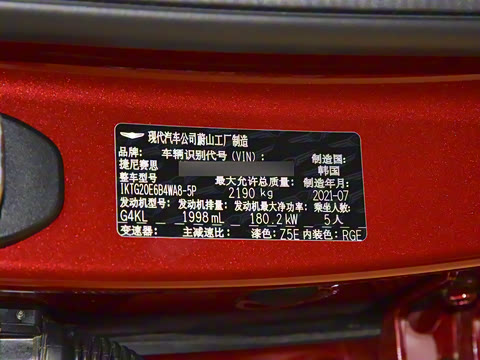 现代汽车公司蔚山工厂制造
品牌: 车辆识别代号(VIN): 制造国:
捷尼赛思 韩国
整车型号 最大允许总质量: 制造年月:
IKTG20E6B4WA8-5P 2190 kg 2021-07
发动机型号: 发动机排量: 发动机最大净功率: 乘坐人数:
G4KL 1998 mL 180.2 kW 5人
变速器: 主减速比: 漆色: Z5E 内装色: RGE